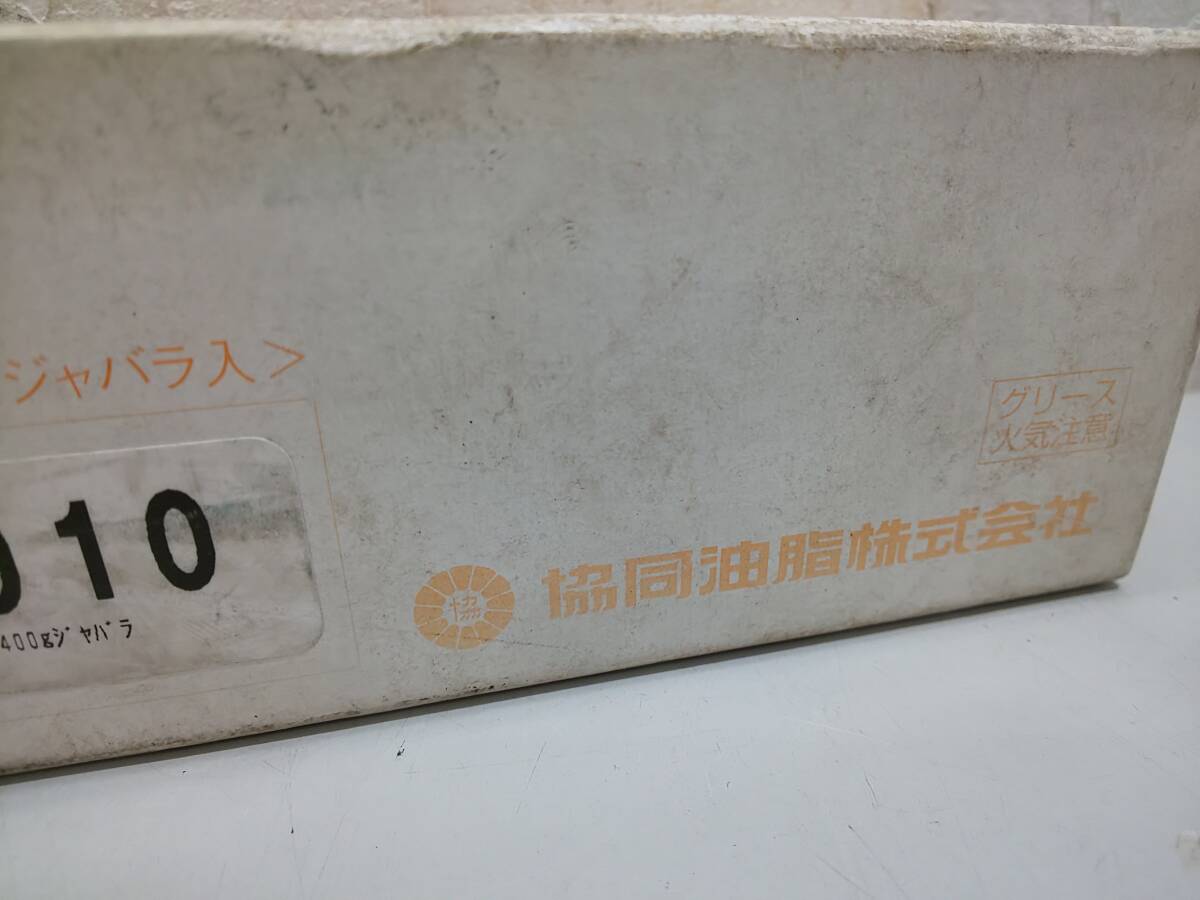 ジャバラ入>
グリース
火気注意
010
400gジャバラ
協
協同油脂株式会社